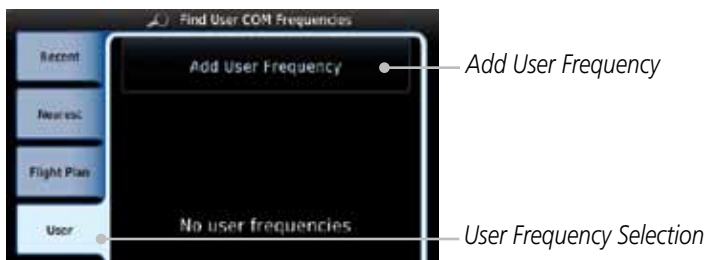 Find User COM Frequencies
Recent
Add User Frequency
Add User Frequency
Nearest
Flight Plan
User
No user frequencies
User Frequency Selection